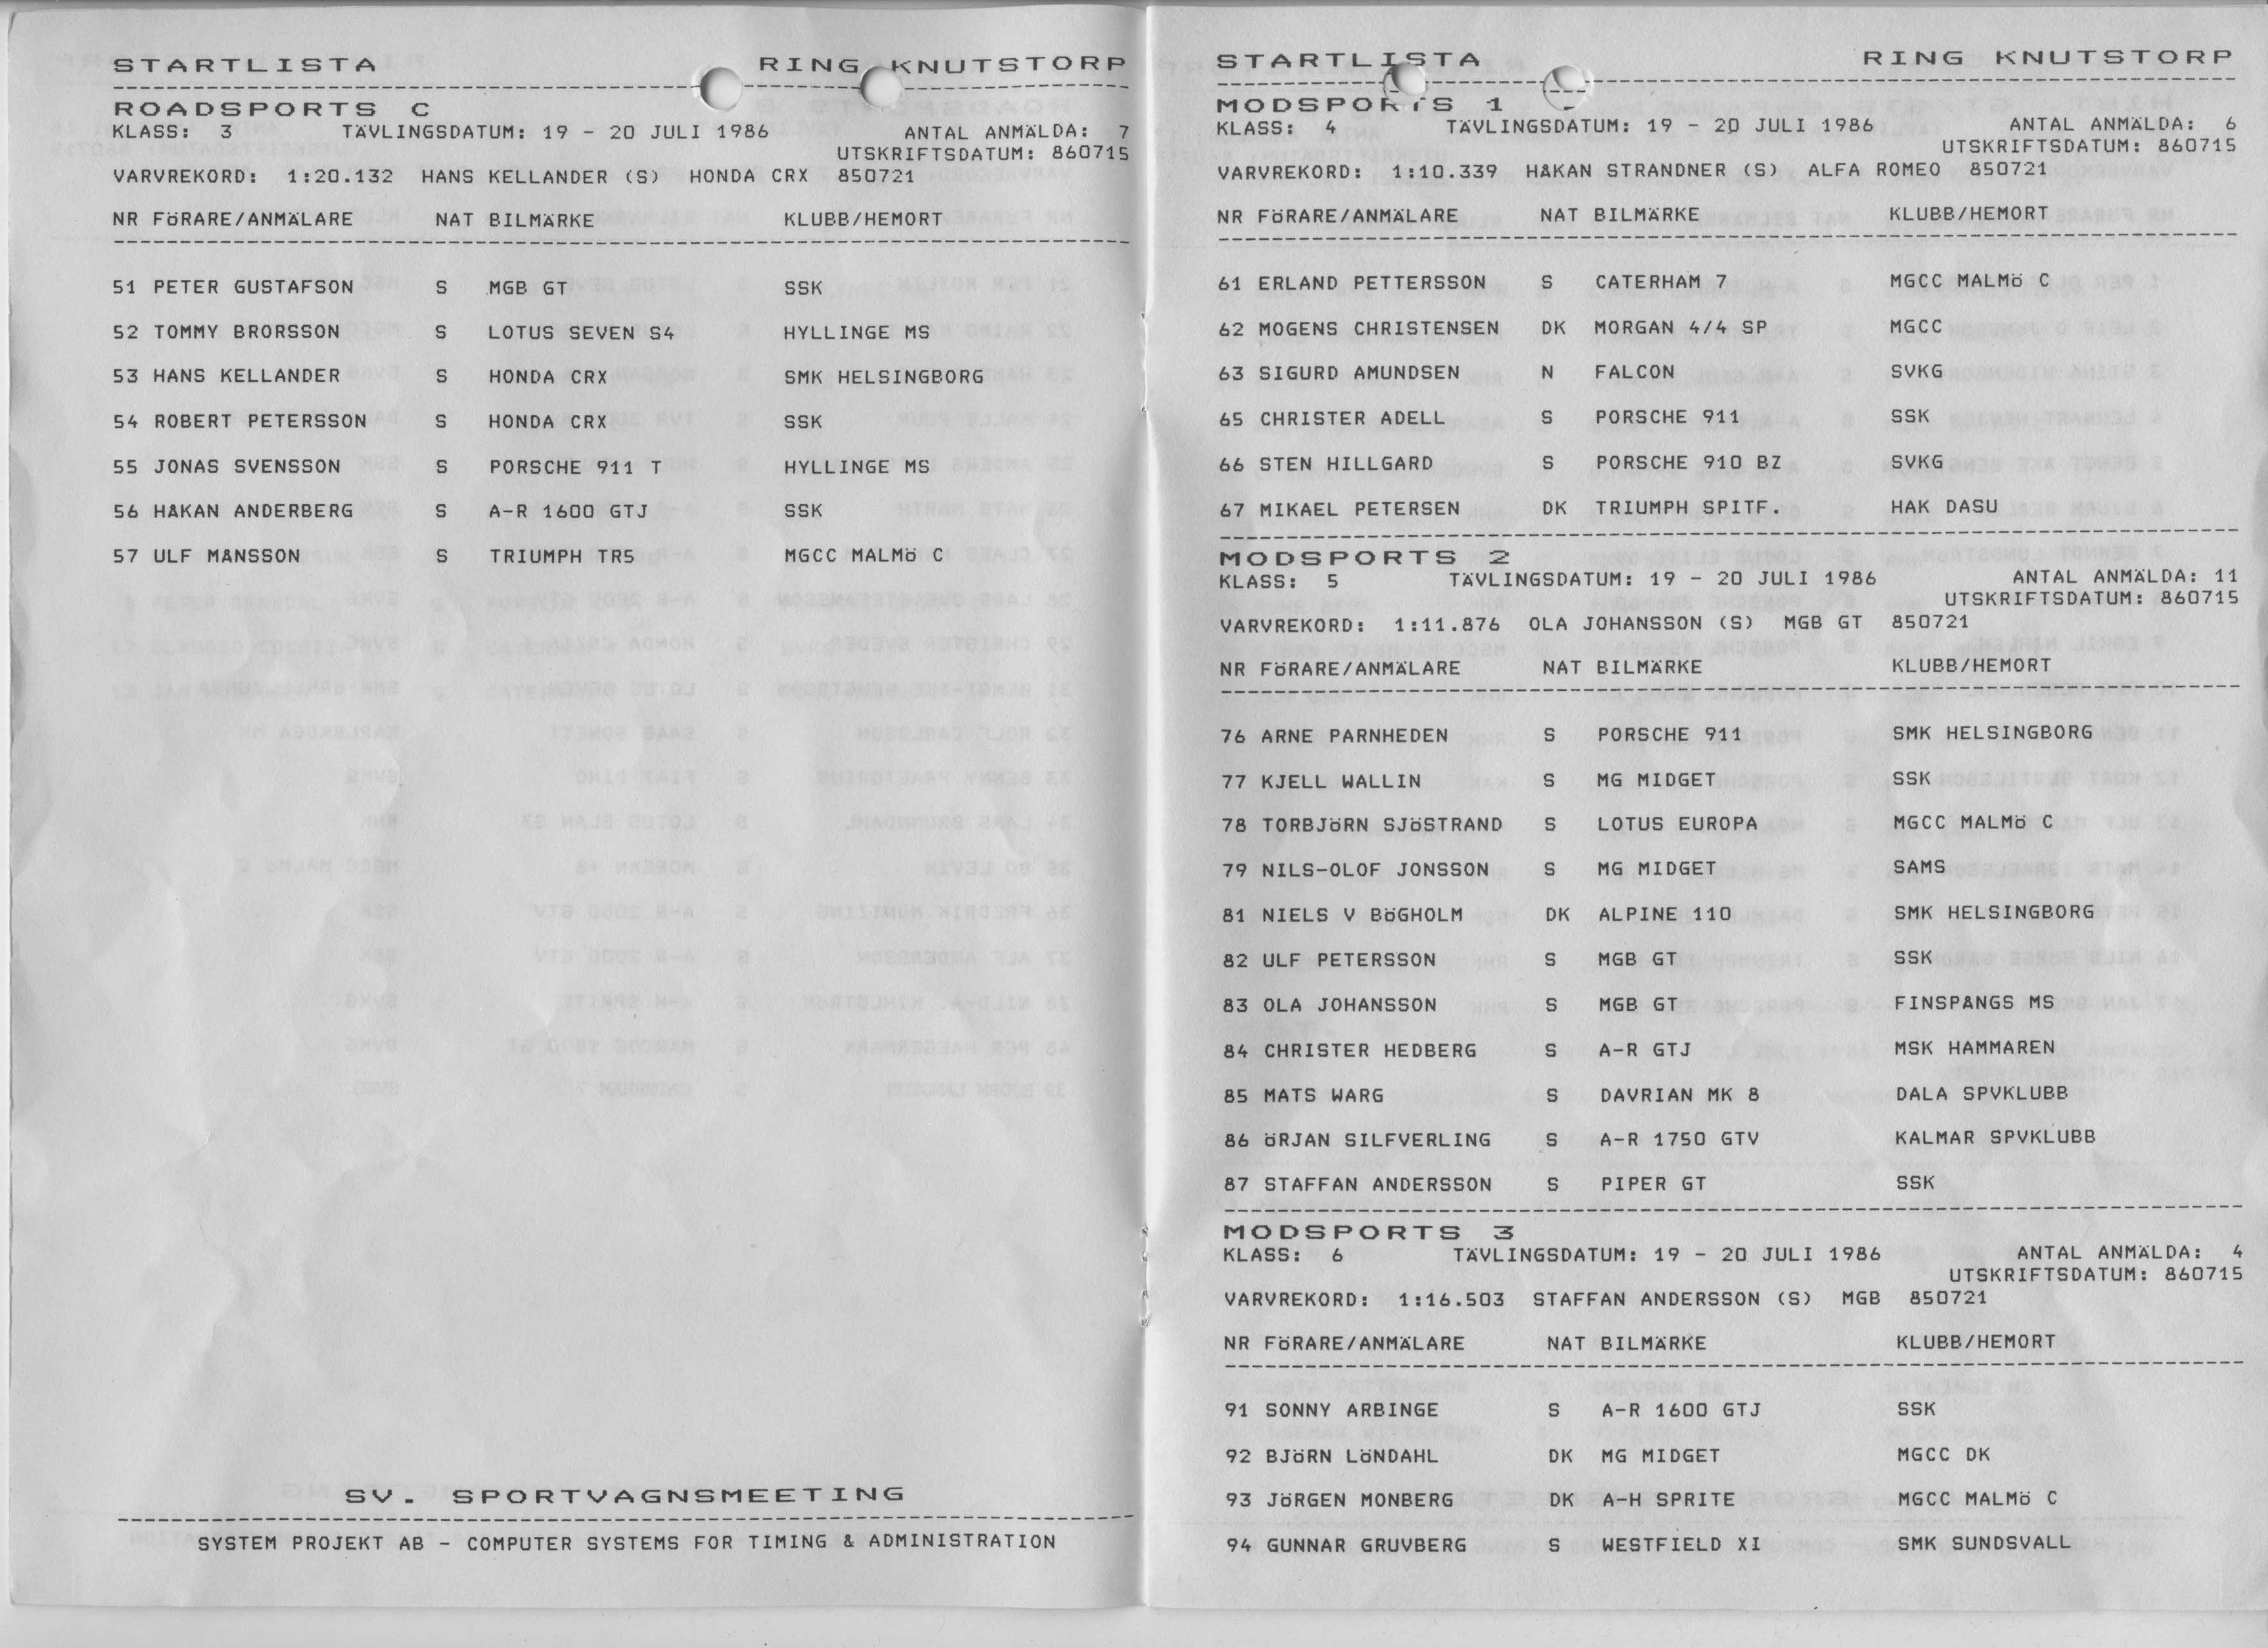 STARTLISTA RING KNUTSTORP
ROADSPORTS C
KLASS: 3 TÄVLINGSDATUM: 19 - 20 JULI 1986 ANTAL ANMÄLDA: 7
UTSKRIFTSDATUM: 860715
VARVREKORD: 1:20.132 HANS KELLANDER (S) HONDA CRX 850721
NR FÖRARE/ANMÄLARE NAT BILMÄRKE KLUBB/HEMORT
51 PETER GUSTAFSON S MGB GT SSK
52 TOMMY BRORSSON S LOTUS SEVEN S4 HYLLINGE MS
53 HANS KELLANDER S HONDA CRX SMK HELSINGBORG
54 ROBERT PETERSSON S HONDA CRX SSK
55 JONAS SVENSSON S PORSCHE 911 T HYLLINGE MS
56 HÅKAN ANDERBERG S A-R 1600 GTJ SSK
57 ULF MÅNSSON S TRIUMPH TR5 MGCC MALMÖ C
SV. SPORTVAGNSMEETING
SYSTEM PROJEKT AB - COMPUTER SYSTEMS FOR TIMING & ADMINISTRATION
STARTLISTA RING KNUTSTORP
MODSPORTS 1
KLASS: 4 TÄVLINGSDATUM: 19 - 20 JULI 1986 ANTAL ANMÄLDA: 6
UTSKRIFTSDATUM: 860715
VARVREKORD: 1:10.339 HÅKAN STRANDNER (S) ALFA ROMEO 850721
NR FÖRARE/ANMÄLARE NAT BILMÄRKE KLUBB/HEMORT
61 ERLAND PETTERSSON S CATERHAM 7 MGCC MALMÖ C
62 MOGENS CHRISTENSEN DK MORGAN 4/4 SP MGCC
63 SIGURD AMUNDSEN N FALCON SVKG
65 CHRISTER ADELL S PORSCHE 911 SSK
66 STEN HILLGARD S PORSCHE 910 BZ SVKG
67 MIKAEL PETERSEN DK TRIUMPH SPITF. HAK DASU
MODSPORTS 2
KLASS: 5 TÄVLINGSDATUM: 19 - 20 JULI 1986 ANTAL ANMÄLDA: 11
UTSKRIFTSDATUM: 860715
VARVREKORD: 1:11.876 OLA JOHANSSON (S) MGB GT 850721
NR FÖRARE/ANMÄLARE NAT BILMÄRKE KLUBB/HEMORT
76 ARNE PARNHEDEN S PORSCHE 911 SMK HELSINGBORG
77 KJELL WALLIN S MG MIDGET SSK
78 TORBJÖRN SJÖSTRAND S LOTUS EUROPA MGCC MALMÖ C
79 NILS-OLOF JONSSON S MG MIDGET SAMS
81 NIELS V BÖGHOLM DK ALPINE 110 SMK HELSINGBORG
82 ULF PETERSSON S MGB GT SSK
83 OLA JOHANSSON S MGB GT FINSPÅNGS MS
84 CHRISTER HEDBERG S A-R GTJ MSK HAMMAREN
85 MATS WARG S DAVRIAN MK 8 DALA SPVKLUBB
86 ÖRJAN SILFVERLING S A-R 1750 GTV KALMAR SPVKLUBB
87 STAFFAN ANDERSSON S PIPER GT SSK
MODSPORTS 3
KLASS: 6 TÄVLINGSDATUM: 19 - 20 JULI 1986 ANTAL ANMÄLDA: 4
UTSKRIFTSDATUM: 860715
VARVREKORD: 1:16.503 STAFFAN ANDERSSON (S) MGB 850721
NR FÖRARE/ANMÄLARE NAT BILMÄRKE KLUBB/HEMORT
91 SONNY ARBINGE S A-R 1600 GTJ SSK
92 BJÖRN LÖNDAHL DK MG MIDGET MGCC DK
93 JÖRGEN MONBERG DK A-H SPRITE MGCC MALMÖ C
94 GUNNAR GRUVBERG S WESTFIELD XI SMK SUNDSVALL